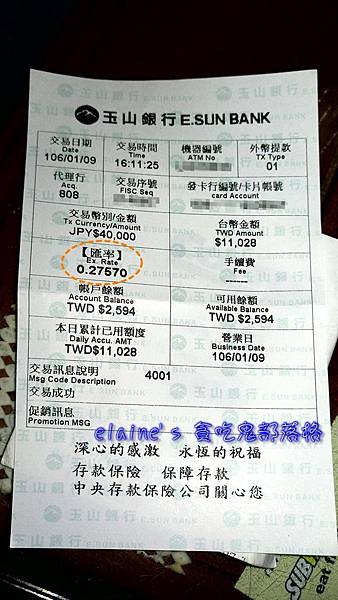 玉山銀行 E.SUN BANK
交易日期 交易時間 機器編號 外幣提款
Date Time ATM No TX Type
106/01/09 16:11:25 01
代理行 交易序號 發卡行編號/卡片帳號
Acq. FISC Seq card Account
808
交易幣別/金額 台幣金額
Tx Currency/Amount TWD Amount
JPY$40,000 $11,028
【匯率】 手續費
Ex. Rate Fee
0.27570 ------
帳戶餘額 可用餘額
Account Balance Available Balance
TWD $2,594 TWD $2,594
本日累計已用額度 營業日
Daily Accu. AMT Business Date
TWD$11,028 106/01/09
交易訊息說明 4001
Msg Code Description
交易成功
促銷訊息
Promotion MSG
elaine's 貪吃鬼部落格
深心的感激 永恆的祝福
存款保險 保障存款
中央存款保險公司關心您
SUB
eat f